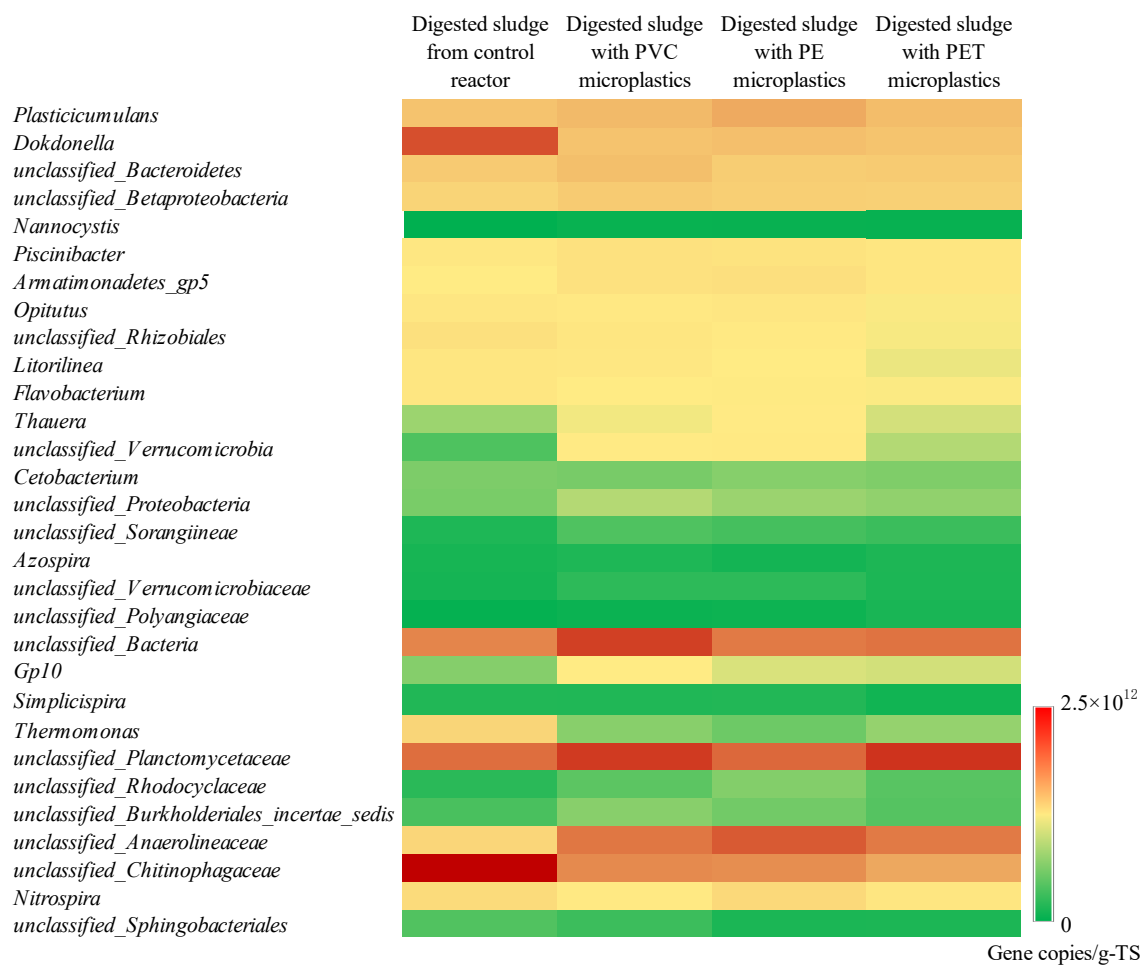 Digested sludge from control reactor
Digested sludge with PVC microplastics
Digested sludge with PE microplastics
Digested sludge with PET microplastics
Plasticicumulans
Dokdonella
unclassified_Bacteroidetes
unclassified_Betaproteobacteria
Nannocystis
Piscinibacter
Armatimonadetes_gp5
Opitutus
unclassified_Rhizobiales
Litorilinea
Flavobacterium
Thauera
unclassified_Verrucomicrobia
Cetobacterium
unclassified_Proteobacteria
unclassified_Sorangiineae
Azospira
unclassified_Verrucomicrobiaceae
unclassified_Polyangiaceae
unclassified_Bacteria
Gp10
Simplicispira
Thermomonas
unclassified_Planctomycetaceae
unclassified_Rhodocyclaceae
unclassified_Burkholderiales_incertae_sedis
unclassified_Anaerolineaceae
unclassified_Chitinophagaceae
Nitrospira
unclassified_Sphingobacteriales
2.5×10¹²
0
Gene copies/g-TS